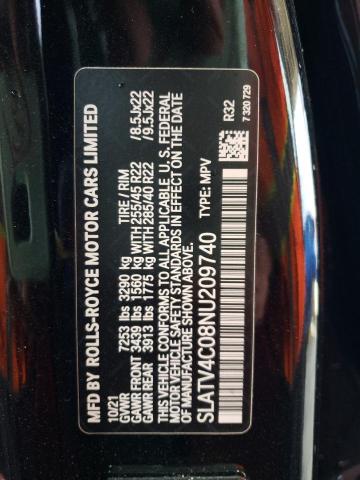 MFD BY ROLLS-ROYCE MOTOR CARS LIMITED
10/21 TIRE / RIM
GVWR 7253 lbs 3290 kg
GAWR FRONT 3439 lbs 1560 kg WITH 255/45 R22 /8.5Jx22
GAWR REAR 3913 lbs 1775 kg WITH 285/40 R22 /9.5Jx22
THIS VEHICLE CONFORMS TO ALL APPLICABLE U.S. FEDERAL
MOTOR VEHICLE SAFETY STANDARDS IN EFFECT ON THE DATE
OF MANUFACTURE SHOWN ABOVE.
SLATV4C08NU209740 TYPE: MPV
R32
7 320 729